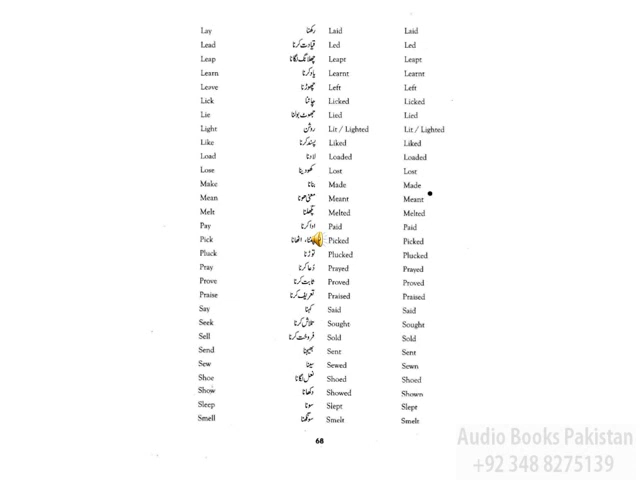 Lay رکھنا Laid Laid
Lead قیادت کرنا Led Led
Leap چھلانگ لگانا Leapt Leapt
Learn یاد کرنا Learnt Learnt
Leave چھوڑنا Left Left
Lick چاٹنا Licked Licked
Lie جھوٹ بولنا Lied Lied
Light روشن Lit / Lighted Lit / Lighted
Like پسند کرنا Liked Liked
Load لادنا Loaded Loaded
Lose کھو دینا Lost Lost
Make بنانا Made Made
Mean معنی ہونا Meant Meant
Melt پگھلنا Melted Melted
Pay ادا کرنا Paid Paid
Pick اٹھانا Picked Picked
Pluck توڑنا Plucked Plucked
Pray دُعا کرنا Prayed Prayed
Prove ثابت کرنا Proved Proved
Praise تعریف کرنا Praised Praised
Say کہنا Said Said
Seek تلاش کرنا Sought Sought
Sell فروخت کرنا Sold Sold
Send بھیجنا Sent Sent
Sew سینا Sewed Sewn
Shoe نعل لگانا Shoed Shoed
Show دکھانا Showed Shown
Sleep سونا Slept Slept
Smell سونگھنا Smelt Smelt
68
Audio Books Pakistan
+92 348 8275139